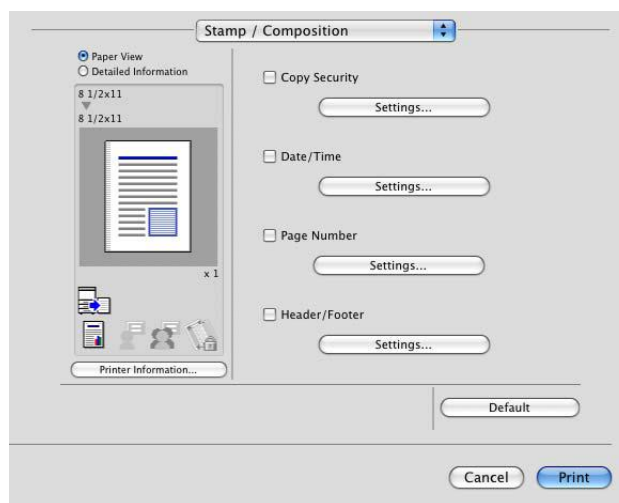 Stamp / Composition
Paper View
Detailed Information
8 1/2x11
8 1/2x11
x 1
Printer Information...
Copy Security
Settings...
Date/Time
Settings...
Page Number
Settings...
Header/Footer
Settings...
Default
Cancel
Print